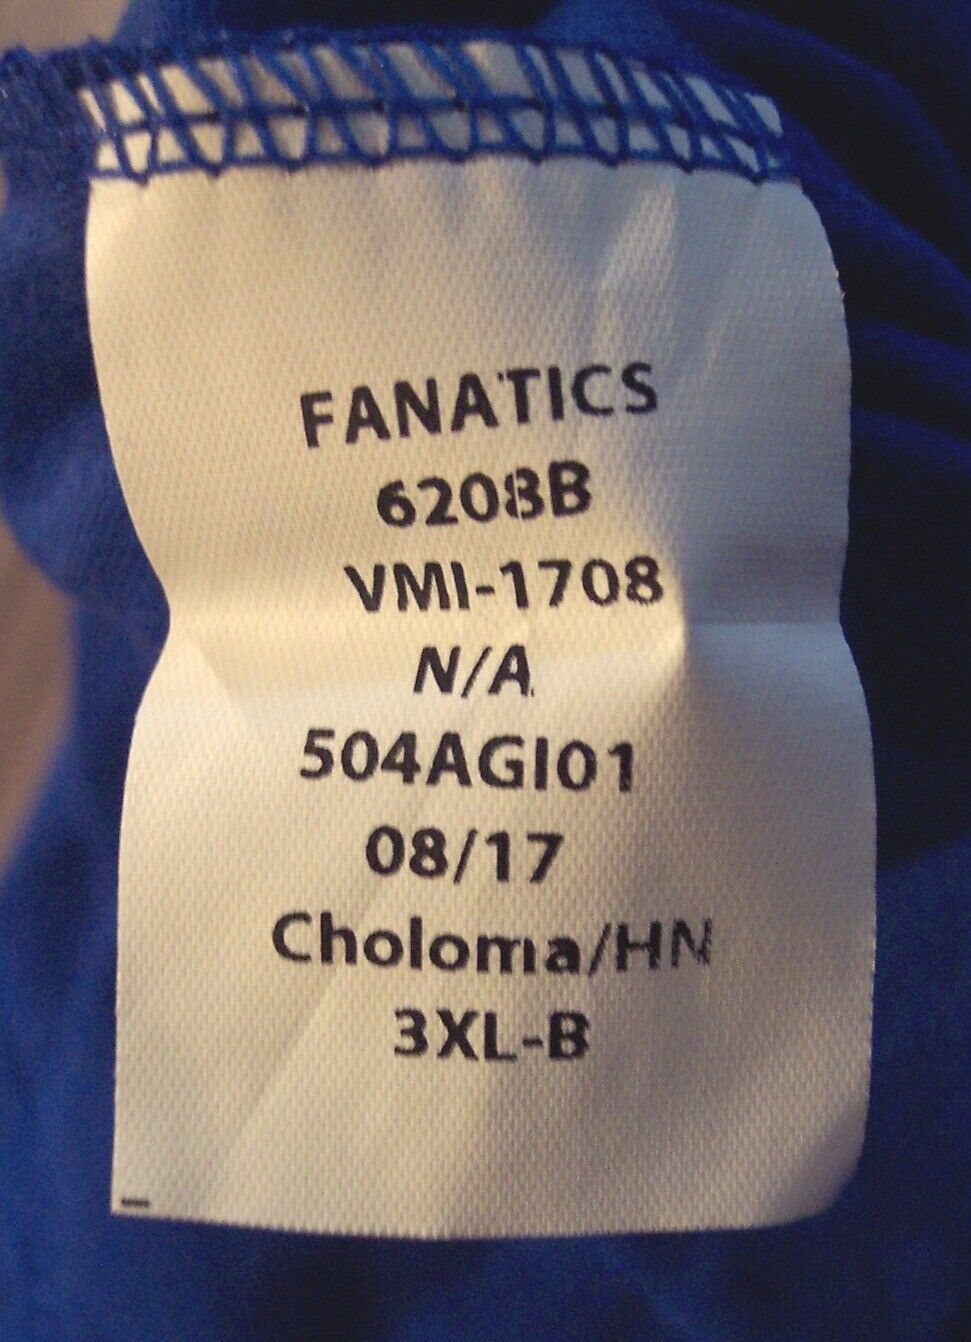 FANATICS
6208B
VMI-1708
N/A
504AGI01
08/17
Choloma/HN
3XL-B